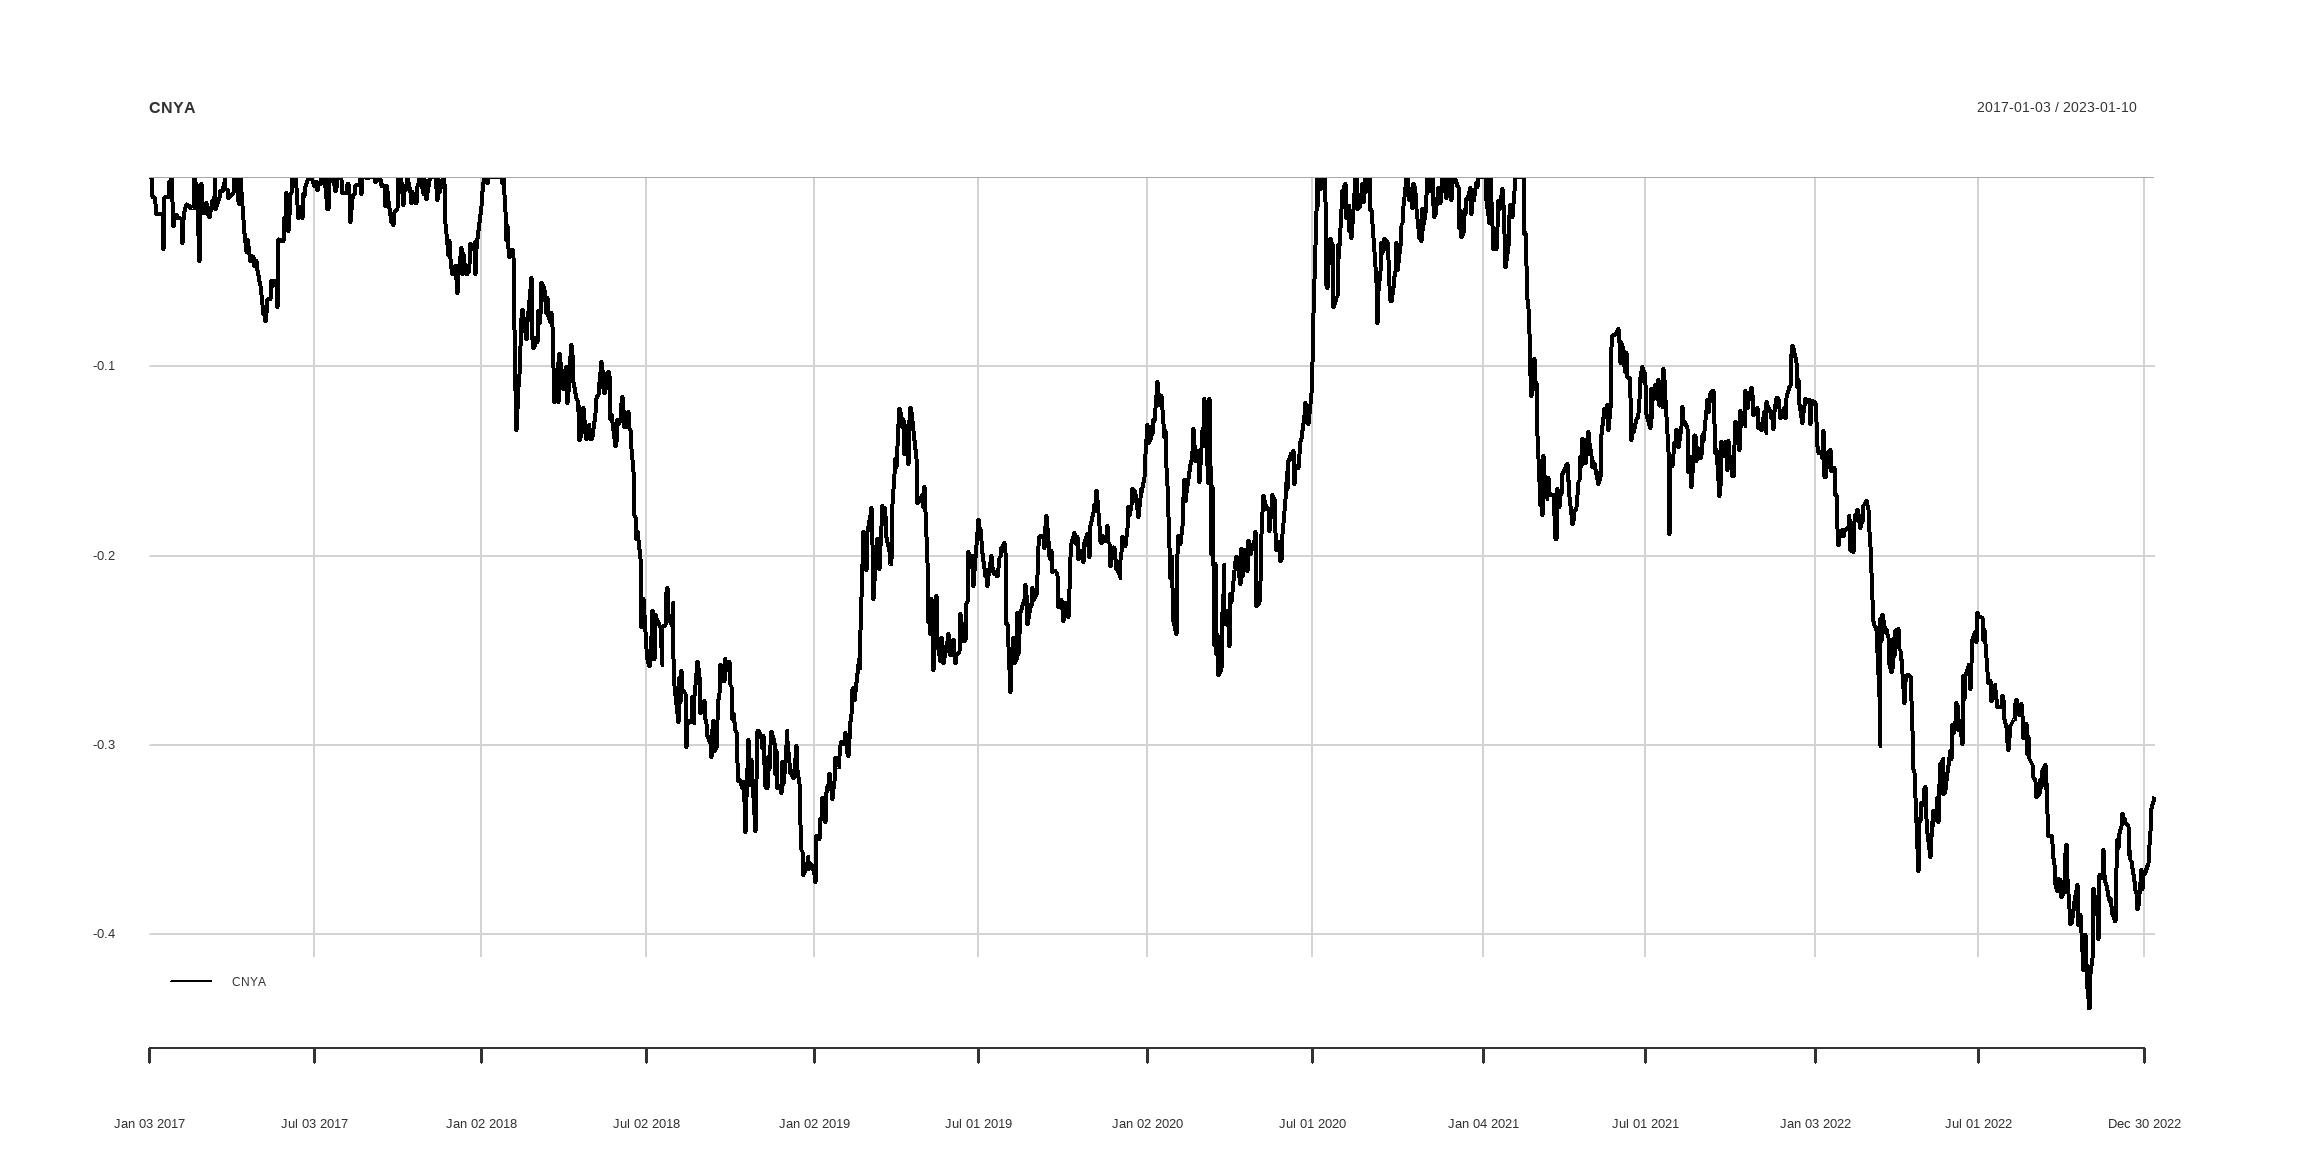 CNYA
2017-01-03 / 2023-01-10
-0.1
-0.2
-0.3
-0.4
CNYA
Jan 03 2017
Jul 03 2017
Jan 02 2018
Jul 02 2018
Jan 02 2019
Jul 01 2019
Jan 02 2020
Jul 01 2020
Jan 04 2021
Jul 01 2021
Jan 03 2022
Jul 01 2022
Dec 30 2022